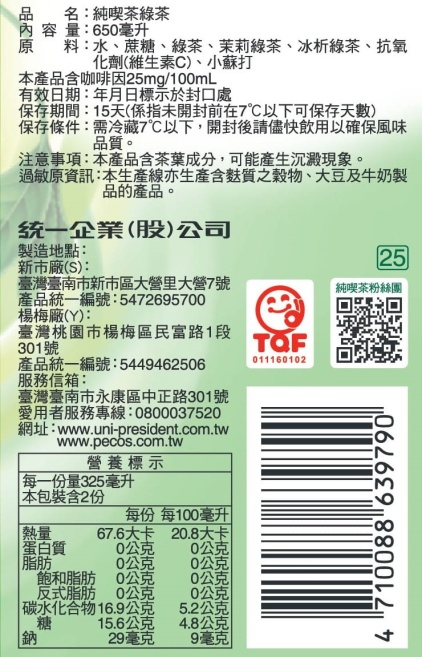 品名：純喫茶綠茶
內容量：650毫升
原料：水、蔗糖、綠茶、茉莉綠茶、冰析綠茶、抗氧
化劑(維生素C)、小蘇打
本產品含咖啡因25mg/100mL
有效日期：年月日標示於封口處
保存期間：15天(係指未開封前在7℃以下可保存天數)
保存條件：需冷藏7℃以下，開封後請儘快飲用以確保風味
品質。
注意事項：本產品含茶葉成分，可能產生沉澱現象。
過敏原資訊：本生產線亦生產含麩質之穀物、大豆及牛奶製
品的產品。
統一企業(股)公司
製造地點：
新市廠(S)：
臺灣臺南市新市區大營里大營7號
產品統一編號：5472695700
楊梅廠(Y)：
臺灣桃園市楊梅區民富路1段
301號
產品統一編號：5449462506
服務信箱：
臺灣臺南市永康區中正路301號
愛用者服務專線：0800037520
網址：www.uni-president.com.tw
www.pecos.com.tw
25
TQF
011160102
純喫茶粉絲團
營養標示
每一份量325毫升
本包裝含2份
每份 每100毫升
熱量 67.6大卡 20.8大卡
蛋白質 0公克 0公克
脂肪 0公克 0公克
飽和脂肪 0公克 0公克
反式脂肪 0公克 0公克
碳水化合物 16.9公克 5.2公克
糖 15.6公克 4.8公克
鈉 29毫克 9毫克
4 710088 639790